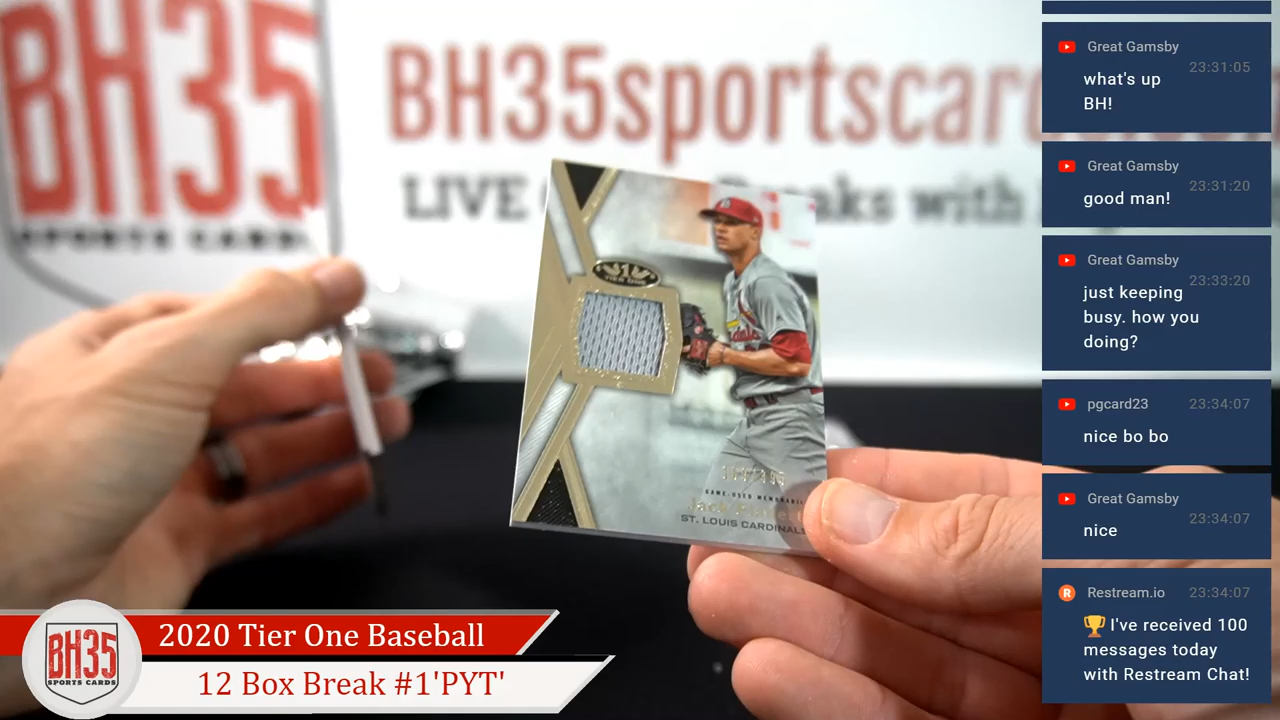 BH35
SPORTS CARDS
BH35sportscard
LIVE
aks with
1
TIER ONE
GAME-USED MEMORABIL
Jack
ST. LOUIS CARDINALS
Great Gamsby
23:31:05
what's up
BH!
Great Gamsby
23:31:20
good man!
Great Gamsby
23:33:20
just keeping
busy. how you
doing?
pgcard23 23:34:07
nice bo bo
Great Gamsby
23:34:07
nice
R Restream.io 23:34:07
🏆 I've received 100
messages today
with Restream Chat!
BH35
SPORTS CARDS
2020 Tier One Baseball
12 Box Break #1'PYT'